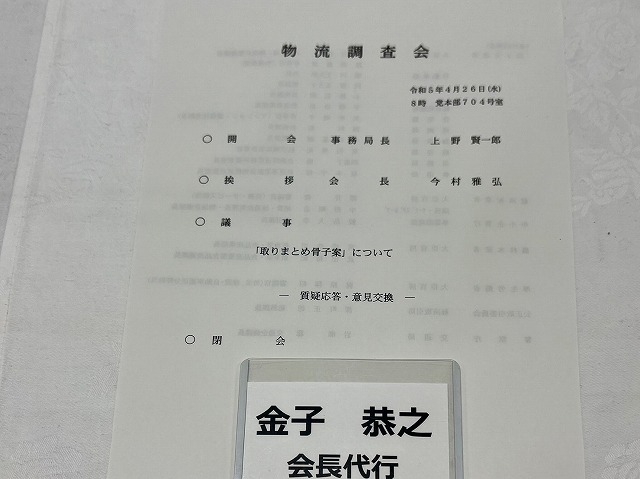 物流調査会
令和5年4月26日(水)
8時 党本部704号室
○ 開会 事務局長 上野 賢一郎
○ 挨拶 会長 今村 雅弘
○ 議事
「取りまとめ骨子案」について
― 質疑応答・意見交換 ―
○ 閉会
金子 恭之
会長代行